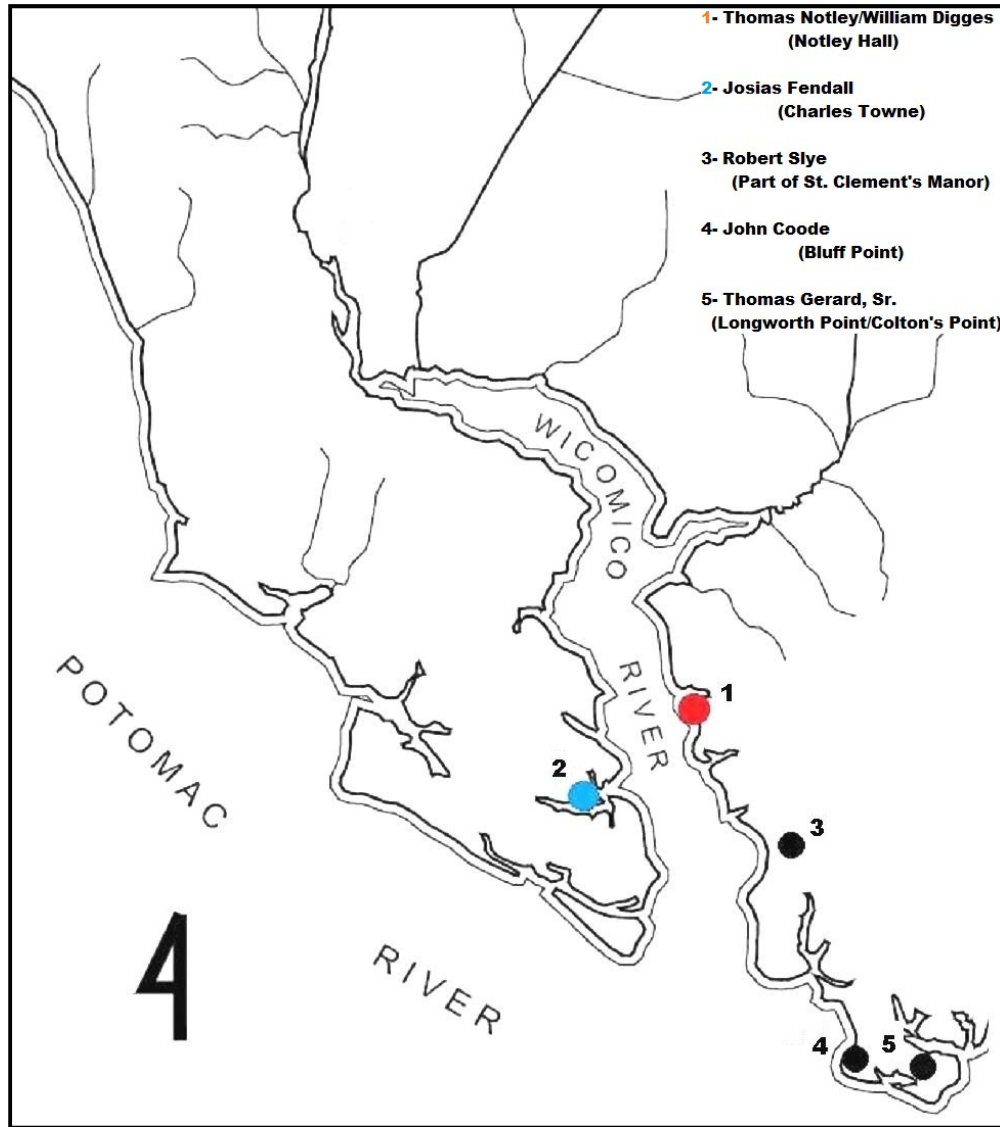 1- Thomas Notley/William Digges
(Notley Hall)
2- Josias Fendall
(Charles Towne)
3- Robert Slye
(Part of St. Clement's Manor)
4- John Coode
(Bluff Point)
5- Thomas Gerard, Sr.
(Longworth Point/Colton's Point)
WICOMICO
RIVER
POTOMAC
RIVER
1
2
3
4
5